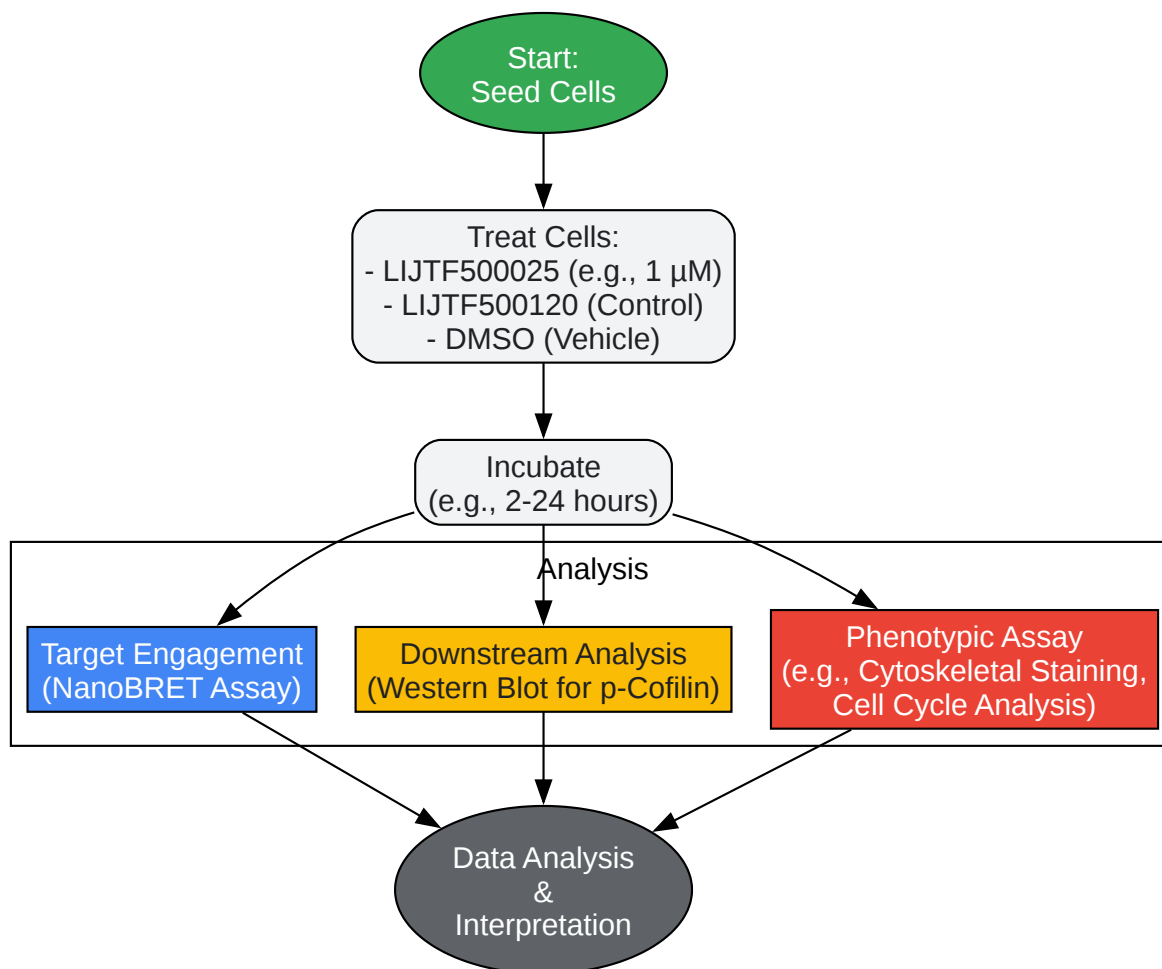 Start:
Seed Cells
Treat Cells:
- LIJTF500025 (e.g., 1 µM)
- LIJTF500120 (Control)
- DMSO (Vehicle)
Incubate
(e.g., 2-24 hours)
Analysis
Target Engagement
(NanoBRET Assay)
Downstream Analysis
(Western Blot for p-Cofilin)
Phenotypic Assay
(e.g., Cytoskeletal Staining,
Cell Cycle Analysis)
Data Analysis
&
Interpretation